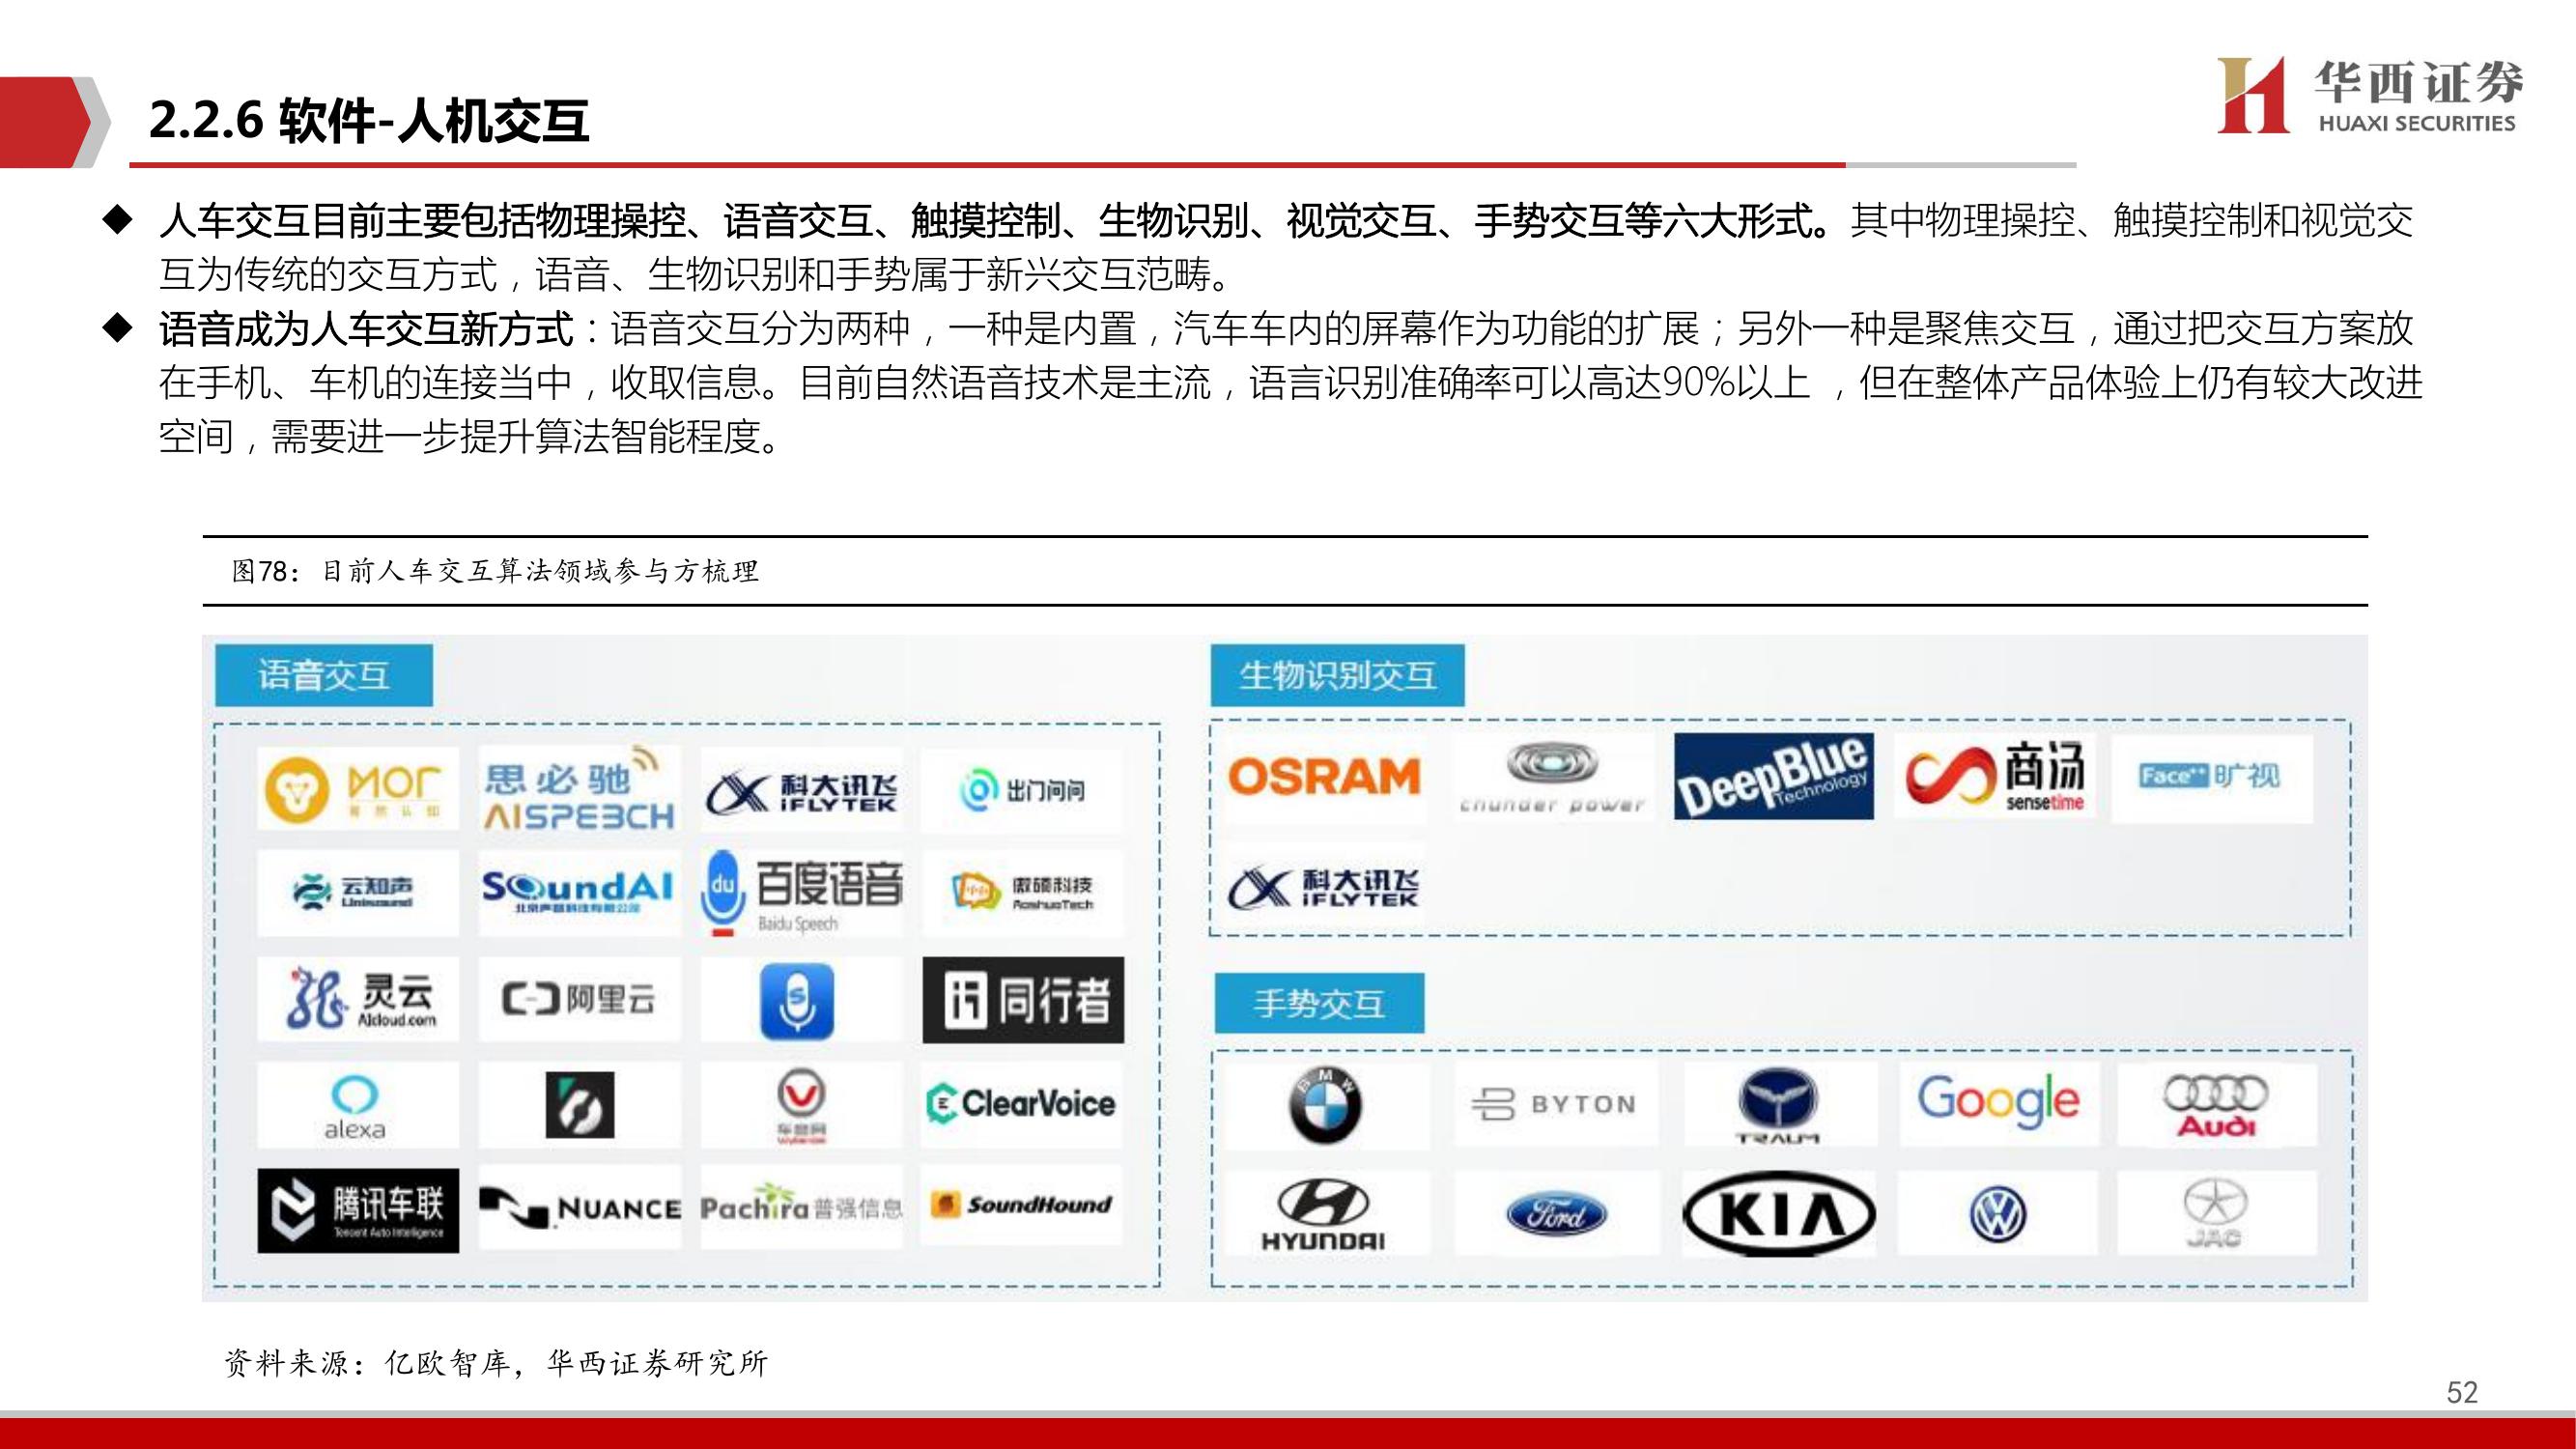 2.2.6 软件-人机交互
华西证券
HUAXI SECURITIES
◆ 人车交互目前主要包括物理操控、语音交互、触摸控制、生物识别、视觉交互、手势交互等六大形式。其中物理操控、触摸控制和视觉交
互为传统的交互方式，语音、生物识别和手势属于新兴交互范畴。
◆ 语音成为人车交互新方式：语音交互分为两种，一种是内置，汽车车内的屏幕作为功能的扩展；另外一种是聚焦交互，通过把交互方案放
在手机、车机的连接当中，收取信息。目前自然语音技术是主流，语言识别准确率可以高达90%以上 ，但在整体产品体验上仍有较大改进
空间，需要进一步提升算法智能程度。
图78：目前人车交互算法领域参与方梳理
语音交互
思必驰
AISPEECH
科大讯飞
iFLYTEK
出门问问
云知声
Unisound
SoundAI
百度语音
Baidu Speech
du
傲硕科技
AoshuoTech
灵云
AIcloud.com
阿里云
S
同行者
alexa
车音网
ClearVoice
腾讯车联
Tencent Auto Intelligence
NUANCE
Pachira普强信息
SoundHound
生物识别交互
OSRAM
chunder power
DeepBlue
Technology
商汤
sensetime
Face++旷视
科大讯飞
iFLYTEK
手势交互
BMW
BYTON
TRAUM
Google
Audi
HYUNDAI
Ford
KIA
JAC
资料来源：亿欧智库，华西证券研究所
52